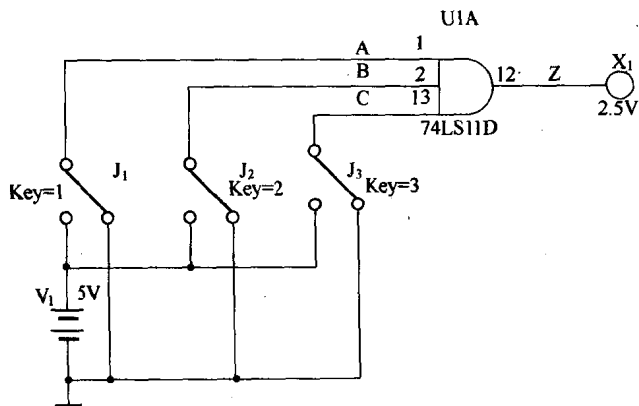 U1A
A 1
B 2
C 13
12 Z X₁
2.5V
74LS11D
Key=1 J₁
J₂
Key=2
J₃
Key=3
V₁ 5V